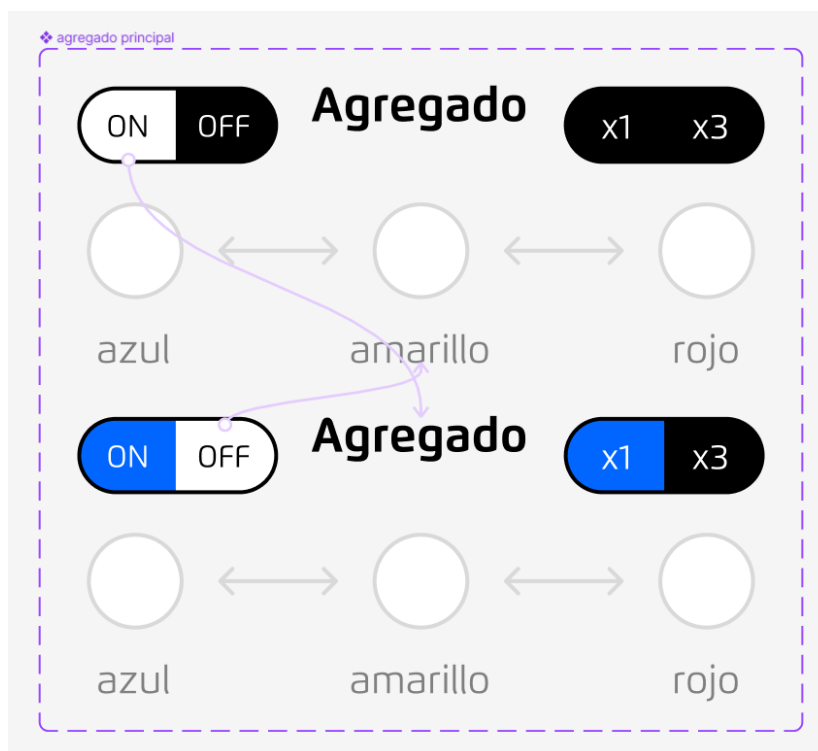 agregado principal
ON OFF Agregado x1 x3
azul amarillo rojo
ON OFF Agregado x1 x3
azul amarillo rojo